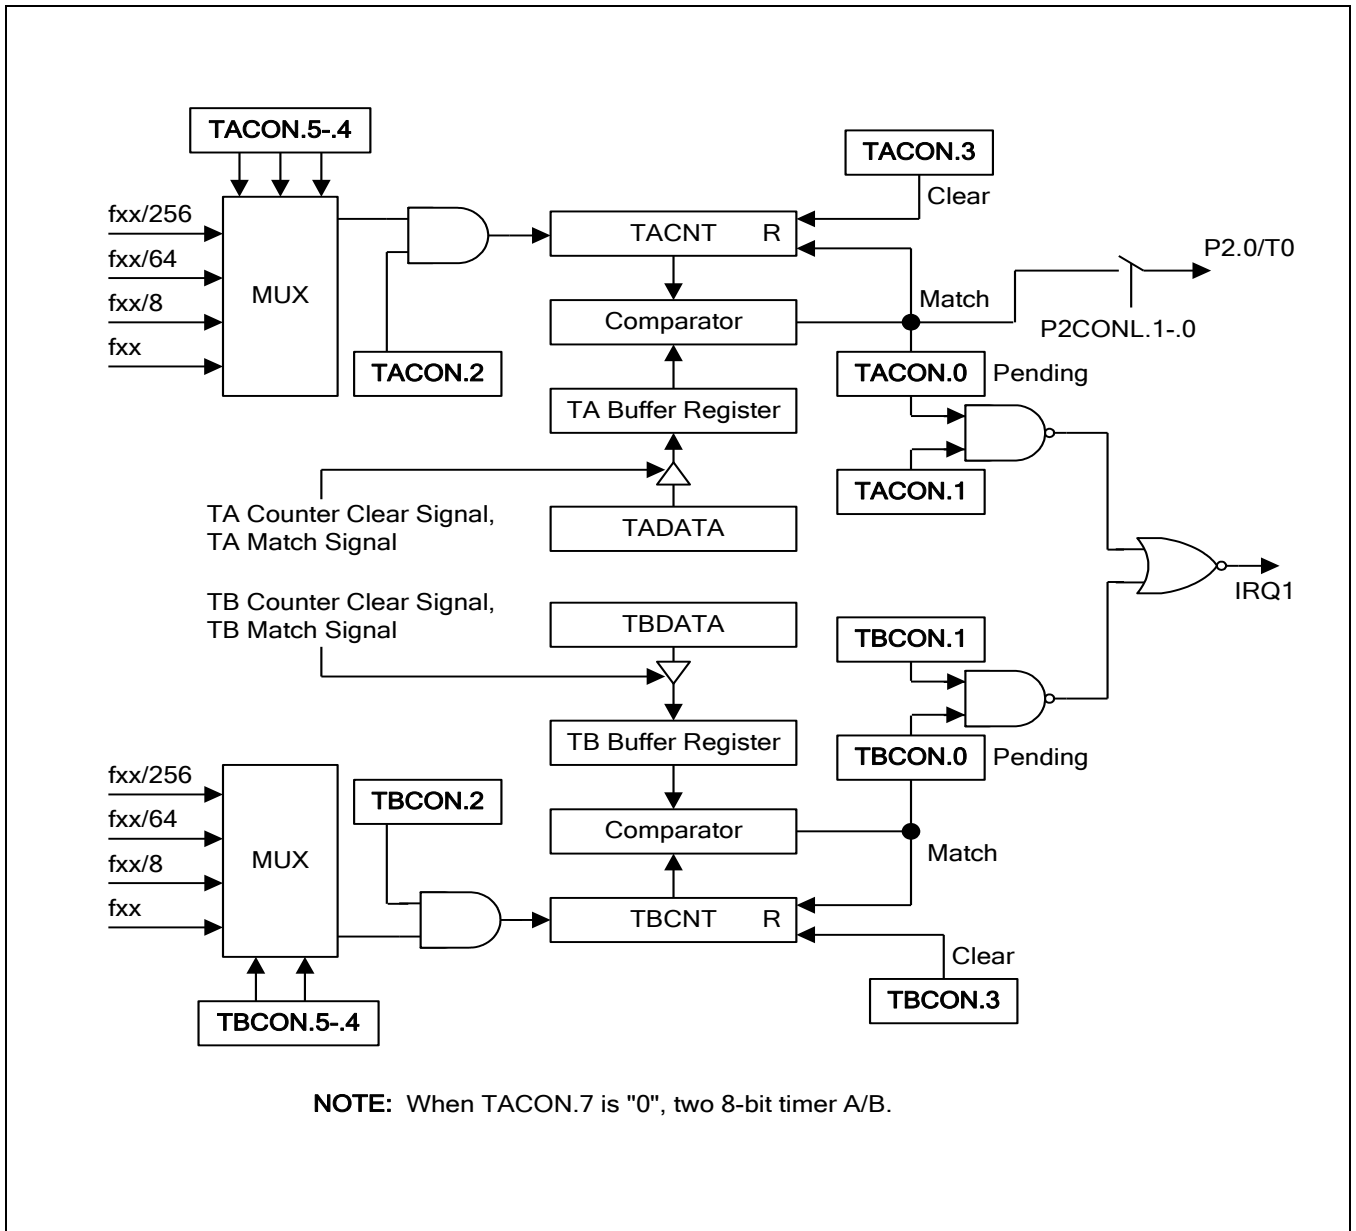 TACON.5-.4
TACON.3
Clear
fxx/256
fxx/64
fxx/8
fxx
MUX
TACNT R
P2.0/T0
Comparator
Match
P2CONL.1-.0
TACON.2
TACON.0 Pending
TA Buffer Register
TACON.1
TA Counter Clear Signal,
TA Match Signal
TADATA
IRQ1
TB Counter Clear Signal,
TB Match Signal
TBDATA
TBCON.1
TB Buffer Register
TBCON.0 Pending
fxx/256
fxx/64
fxx/8
fxx
MUX
TBCON.2
Comparator
Match
TBCNT R
Clear
TBCON.3
TBCON.5-.4
NOTE: When TACON.7 is "0", two 8-bit timer A/B.